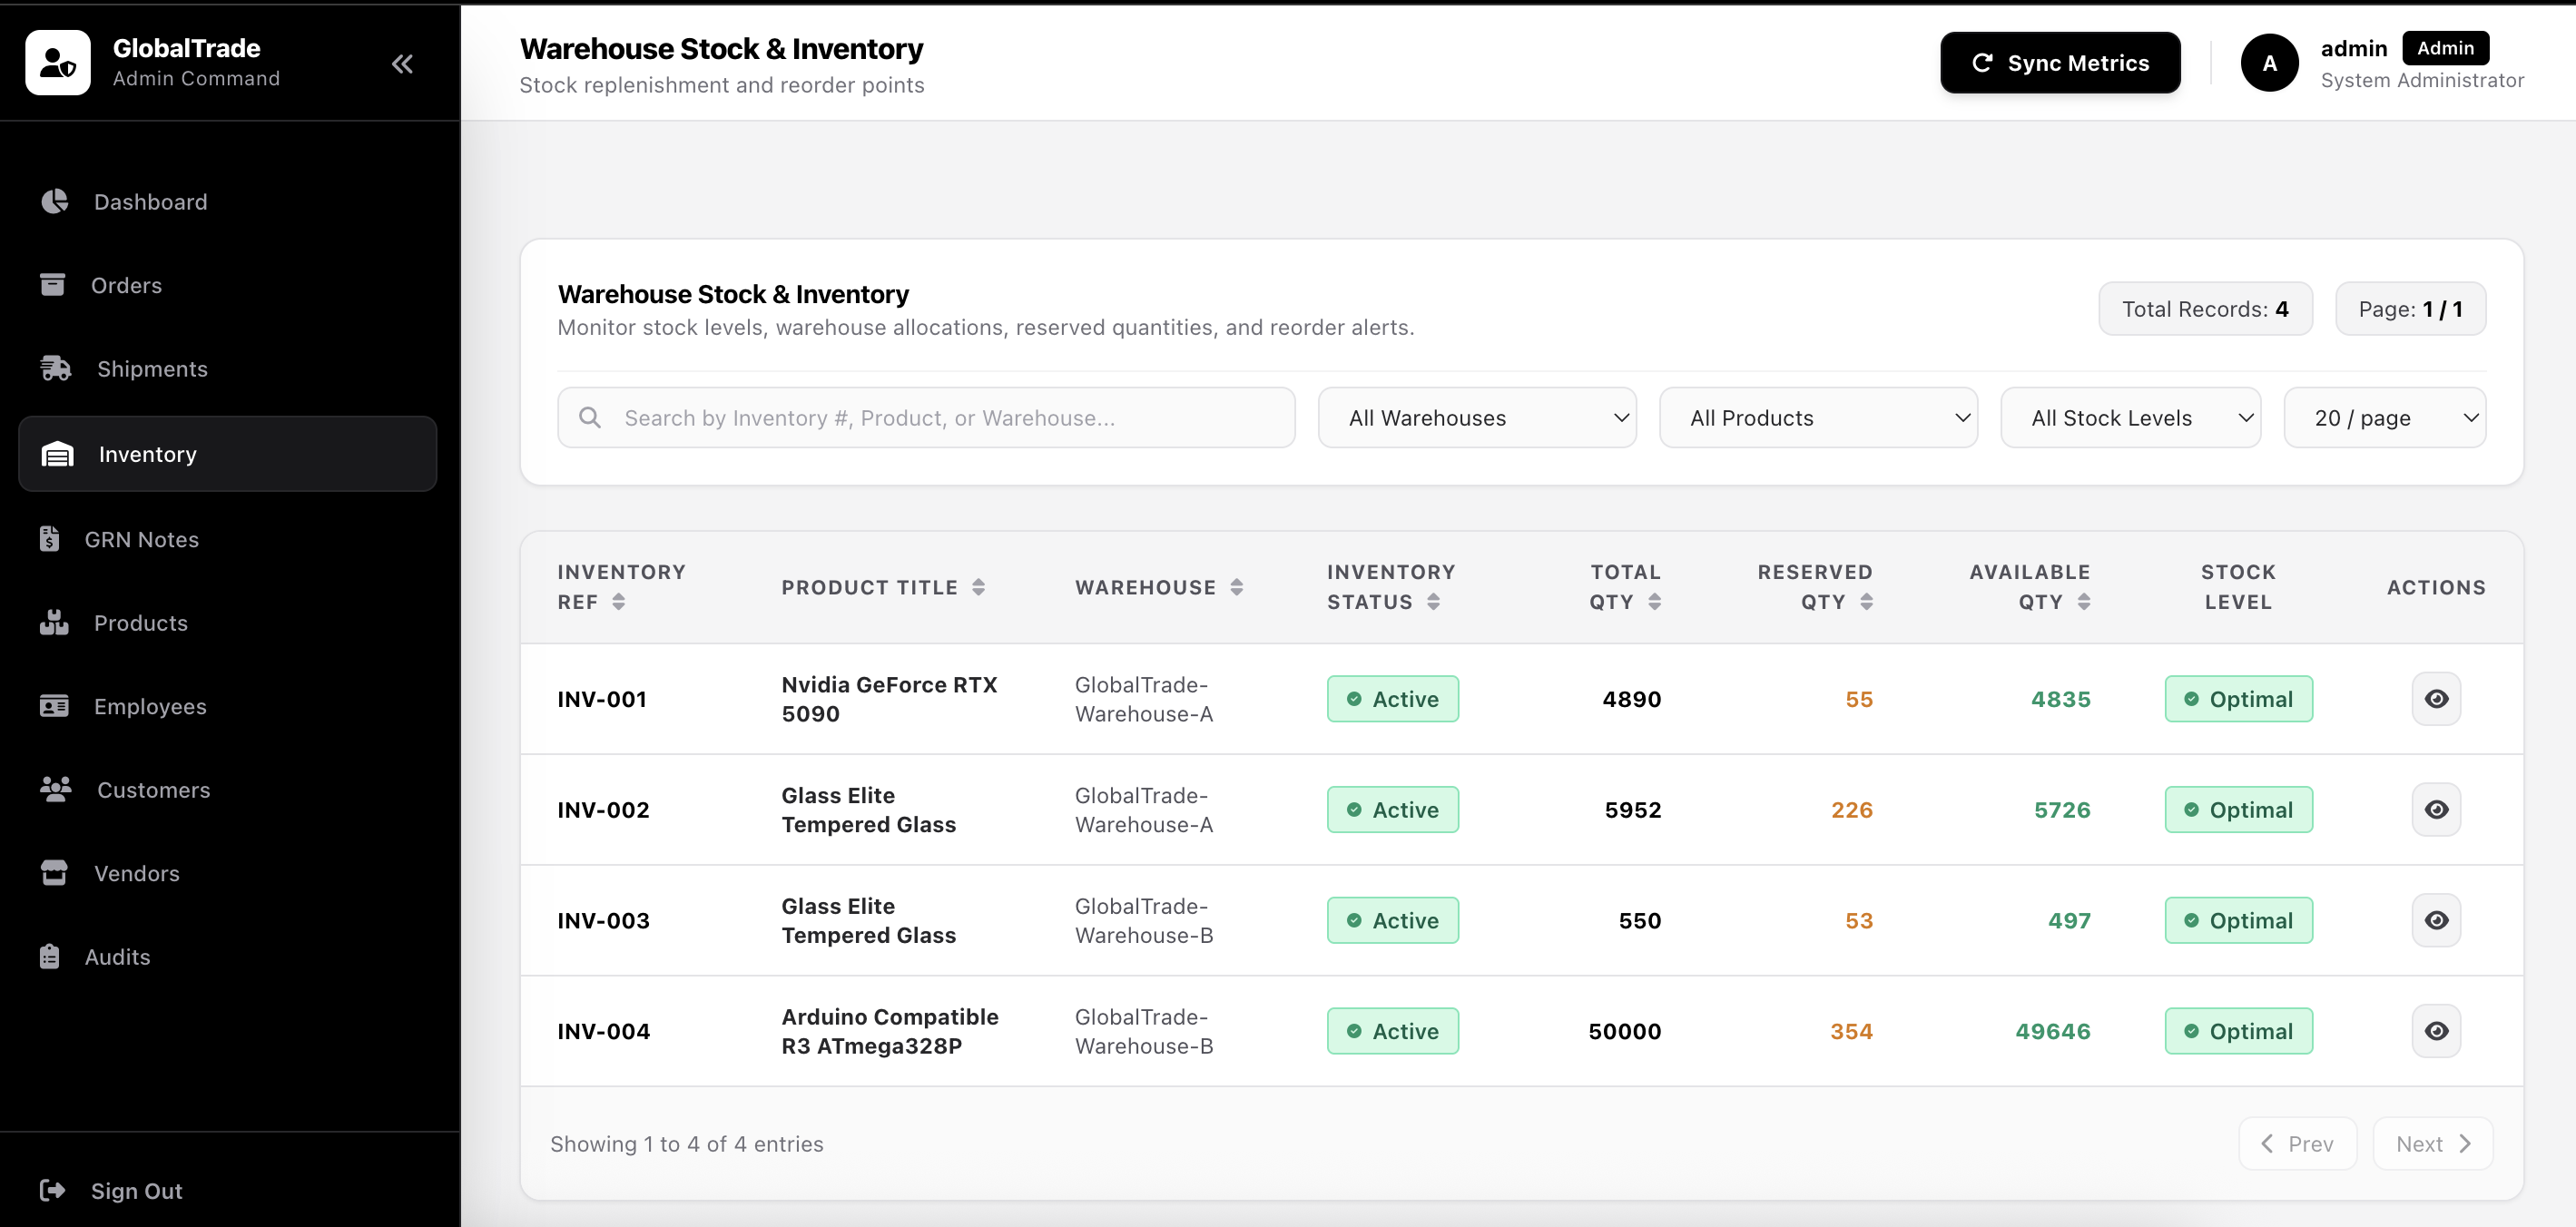 GlobalTrade
Admin Command
Dashboard
Orders
Shipments
Inventory
GRN Notes
Products
Employees
Customers
Vendors
Audits
Sign Out
Warehouse Stock & Inventory
Stock replenishment and reorder points
Sync Metrics
A
admin Admin
System Administrator
Warehouse Stock & Inventory
Monitor stock levels, warehouse allocations, reserved quantities, and reorder alerts.
Total Records: 4
Page: 1 / 1
Search by Inventory #, Product, or Warehouse...
All Warehouses
All Products
All Stock Levels
20 / page
INVENTORY
REF
PRODUCT TITLE
WAREHOUSE
INVENTORY
STATUS
TOTAL
QTY
RESERVED
QTY
AVAILABLE
QTY
STOCK
LEVEL
ACTIONS
INV-001
Nvidia GeForce RTX
5090
GlobalTrade-
Warehouse-A
Active
4890
55
4835
Optimal
INV-002
Glass Elite
Tempered Glass
GlobalTrade-
Warehouse-A
Active
5952
226
5726
Optimal
INV-003
Glass Elite
Tempered Glass
GlobalTrade-
Warehouse-B
Active
550
53
497
Optimal
INV-004
Arduino Compatible
R3 ATmega328P
GlobalTrade-
Warehouse-B
Active
50000
354
49646
Optimal
Showing 1 to 4 of 4 entries
Prev
Next